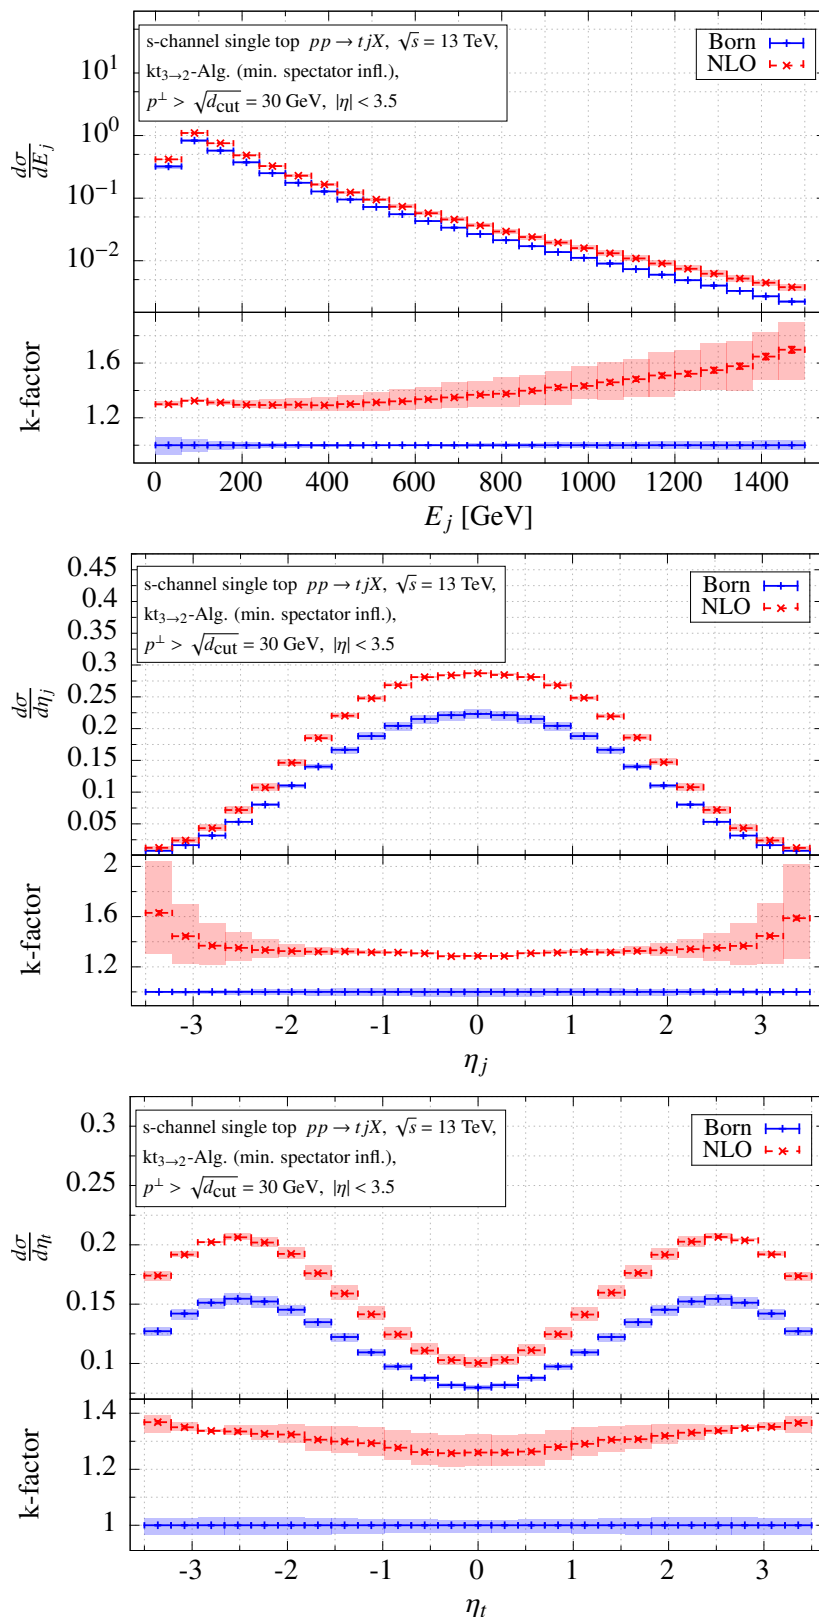 s-channel single top pp → tjX, √s = 13 TeV,
kt3→2-Alg. (min. spectator infl.),
p⊥ > √dcut = 30 GeV, |η| < 3.5
Born
NLO
10^1
10^0
10^-1
10^-2
dσ/dEj
1.6
1.2
k-factor
0 200 400 600 800 1000 1200 1400
Ej [GeV]
s-channel single top pp → tjX, √s = 13 TeV,
kt3→2-Alg. (min. spectator infl.),
p⊥ > √dcut = 30 GeV, |η| < 3.5
Born
NLO
0.45
0.4
0.35
0.3
0.25
0.2
0.15
0.1
0.05
dσ/dηj
2
1.6
1.2
k-factor
-3 -2 -1 0 1 2 3
ηj
s-channel single top pp → tjX, √s = 13 TeV,
kt3→2-Alg. (min. spectator infl.),
p⊥ > √dcut = 30 GeV, |η| < 3.5
Born
NLO
0.3
0.25
0.2
0.15
0.1
dσ/dηt
1.4
1.2
1
k-factor
-3 -2 -1 0 1 2 3
ηt